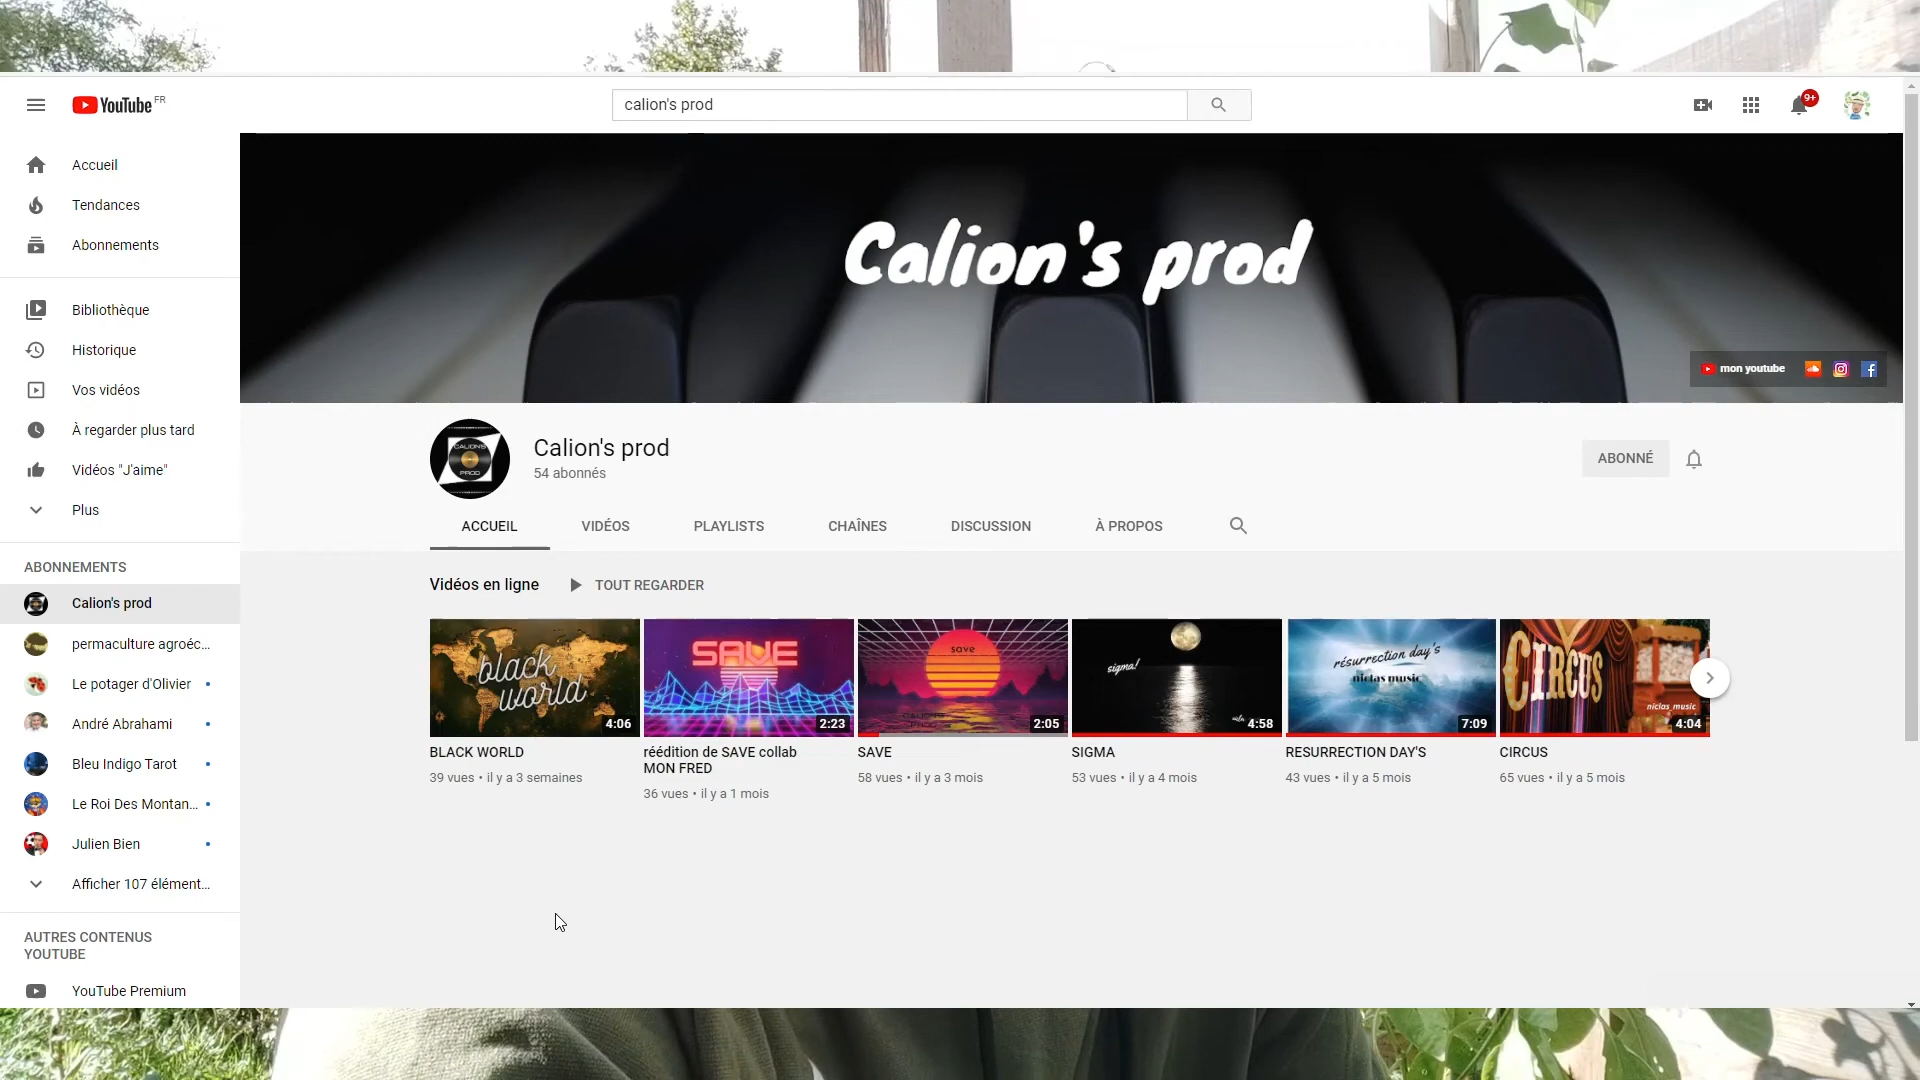 YouTube FR
calion's prod
9+
Accueil
Tendances
Abonnements
Bibliothèque
Historique
Vos vidéos
À regarder plus tard
Vidéos "J'aime"
Plus
ABONNEMENTS
Calion's prod
permaculture agroéc...
Le potager d'Olivier
André Abrahami
Bleu Indigo Tarot
Le Roi Des Montan...
Julien Bien
Afficher 107 élément...
AUTRES CONTENUS
YOUTUBE
YouTube Premium
Calion's prod
mon youtube
CALION'S
PROD
Calion's prod
54 abonnés
ABONNÉ
ACCUEIL VIDÉOS PLAYLISTS CHAÎNES DISCUSSION À PROPOS
Vidéos en ligne TOUT REGARDER
black
world
4:06
BLACK WORLD
39 vues • il y a 3 semaines
SAVE
2:23
réédition de SAVE collab
MON FRED
36 vues • il y a 1 mois
save
2:05
SAVE
58 vues • il y a 3 mois
sigma!
4:58
SIGMA
53 vues • il y a 4 mois
résurrection day's
niclas music
7:09
RESURRECTION DAY'S
43 vues • il y a 5 mois
CIRCUS
niclas_music
4:04
CIRCUS
65 vues • il y a 5 mois